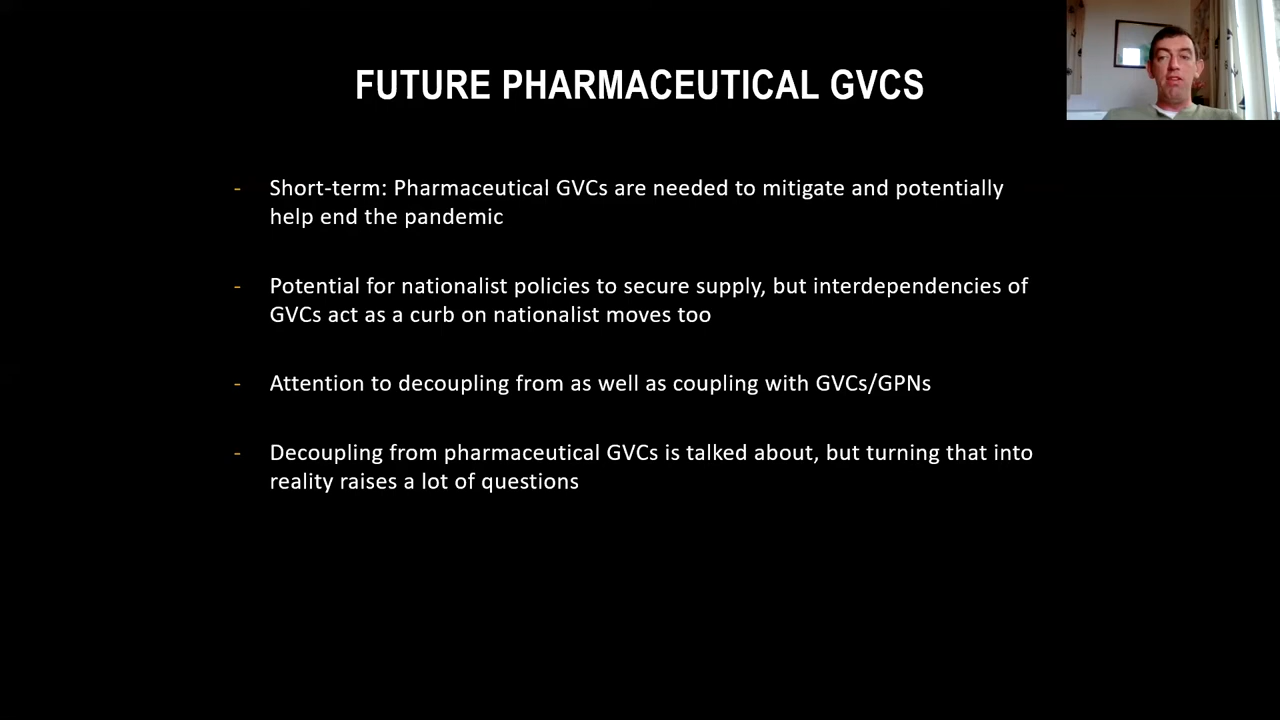 FUTURE PHARMACEUTICAL GVCS
- Short-term: Pharmaceutical GVCs are needed to mitigate and potentially
help end the pandemic
- Potential for nationalist policies to secure supply, but interdependencies of
GVCs act as a curb on nationalist moves too
- Attention to decoupling from as well as coupling with GVCs/GPNs
- Decoupling from pharmaceutical GVCs is talked about, but turning that into
reality raises a lot of questions